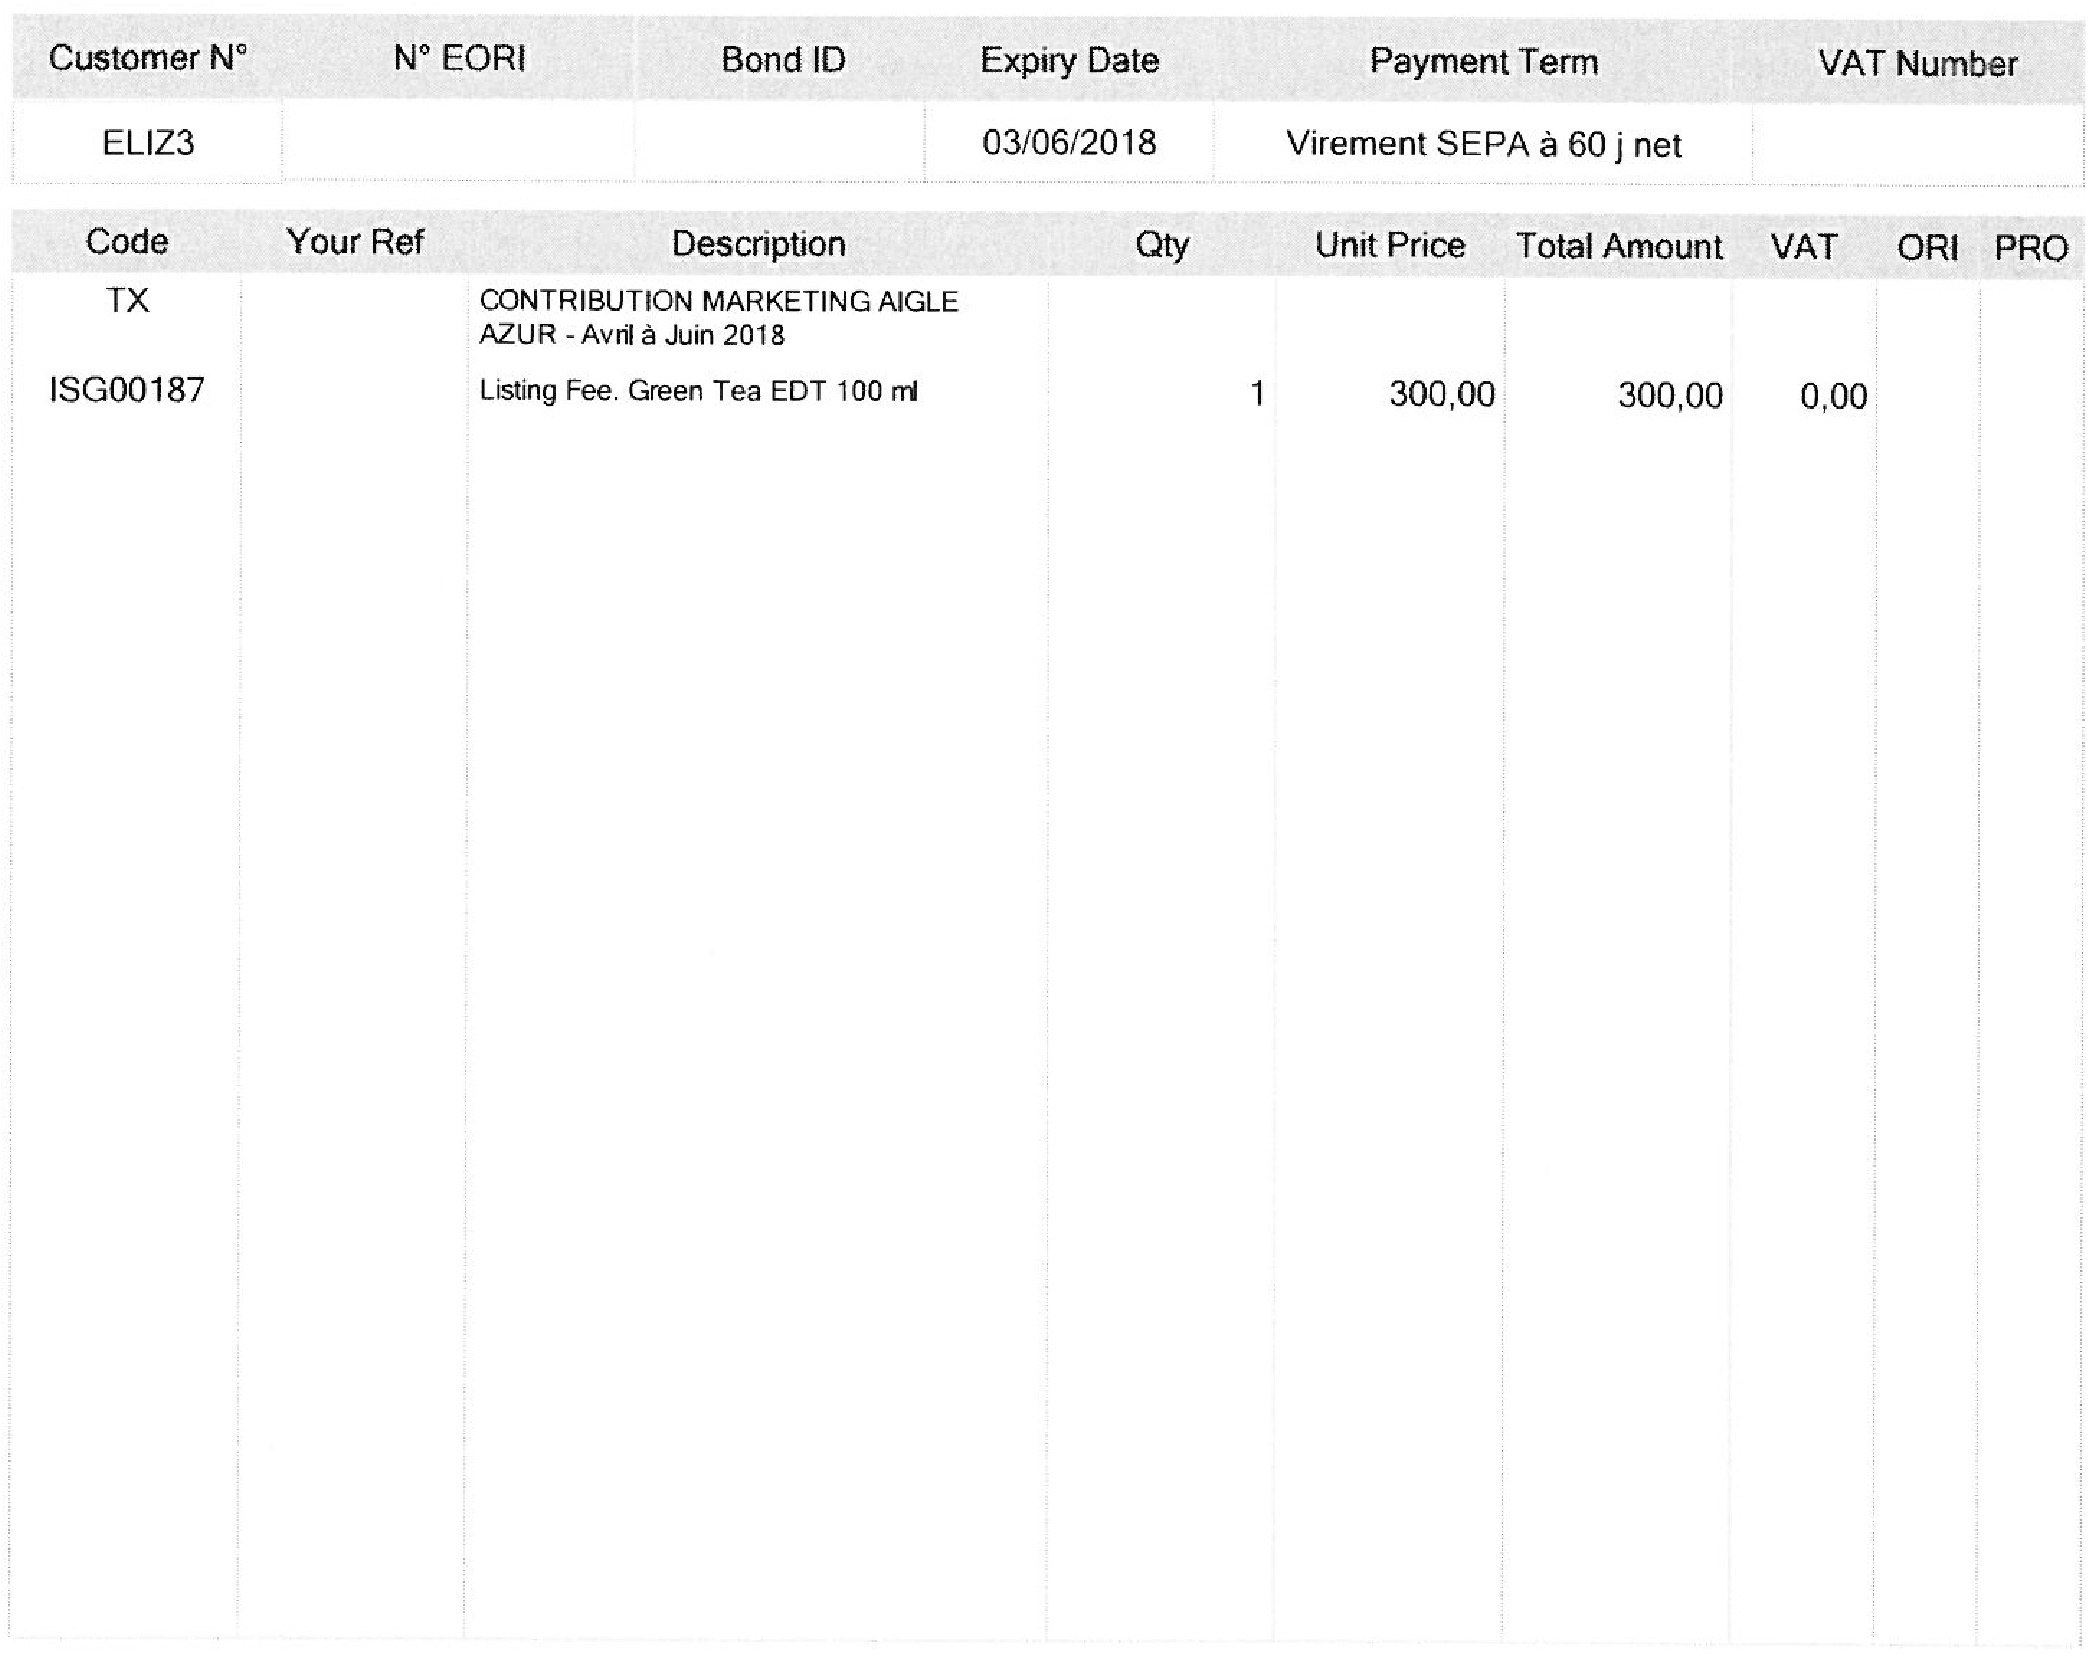 Customer N° N° EORI Bond ID Expiry Date Payment Term VAT Number
ELIZ3 03/06/2018 Virement SEPA à 60 j net
Code Your Ref Description Qty Unit Price Total Amount VAT ORI PRO
TX CONTRIBUTION MARKETING AIGLE
AZUR - Avril à Juin 2018
ISG00187 Listing Fee. Green Tea EDT 100 ml 1 300,00 300,00 0,00